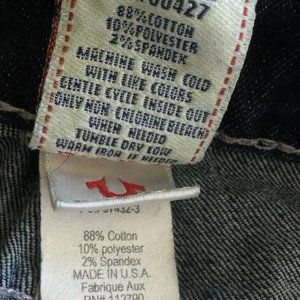 88% COTTON
10% POLYESTER
2% SPANDEX
MACHINE WASH COLD
WITH LIKE COLORS
GENTLE CYCLE INSIDE OUT
ONLY NON CHLORINE BLEACH
WHEN NEEDED
TUMBLE DRY LOW
WARM IRON IF NEEDED
88% Cotton
10% polyester
2% Spandex
MADE IN U.S.A.
Fabrique Aux
RN# 112790